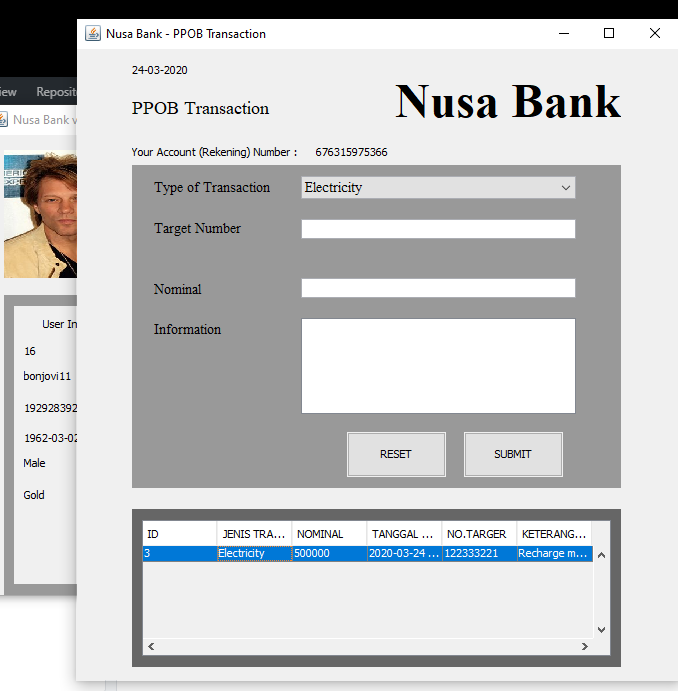 Nusa Bank - PPOB Transaction
24-03-2020
Nusa Bank
PPOB Transaction
Your Account (Rekening) Number : 676315975366
Type of Transaction Electricity
Target Number
Nominal
Information
RESET SUBMIT
ID JENIS TRA... NOMINAL TANGGAL ... NO.TARGER KETERANG...
3 Electricity 500000 2020-03-24 ... 122333221 Recharge m...
iew Reposit
Nusa Bank v
User In
16
bonjovi11
192928392
1962-03-02
Male
Gold